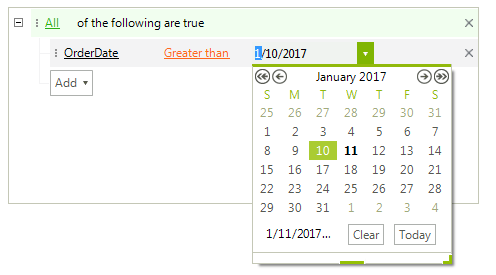 All of the following are true
OrderDate Greater than 1/10/2017
Add
January 2017
S M T W T F S
25 26 27 28 29 30 31
1 2 3 4 5 6 7
8 9 10 11 12 13 14
15 16 17 18 19 20 21
22 23 24 25 26 27 28
29 30 31 1 2 3 4
1/11/2017... Clear Today